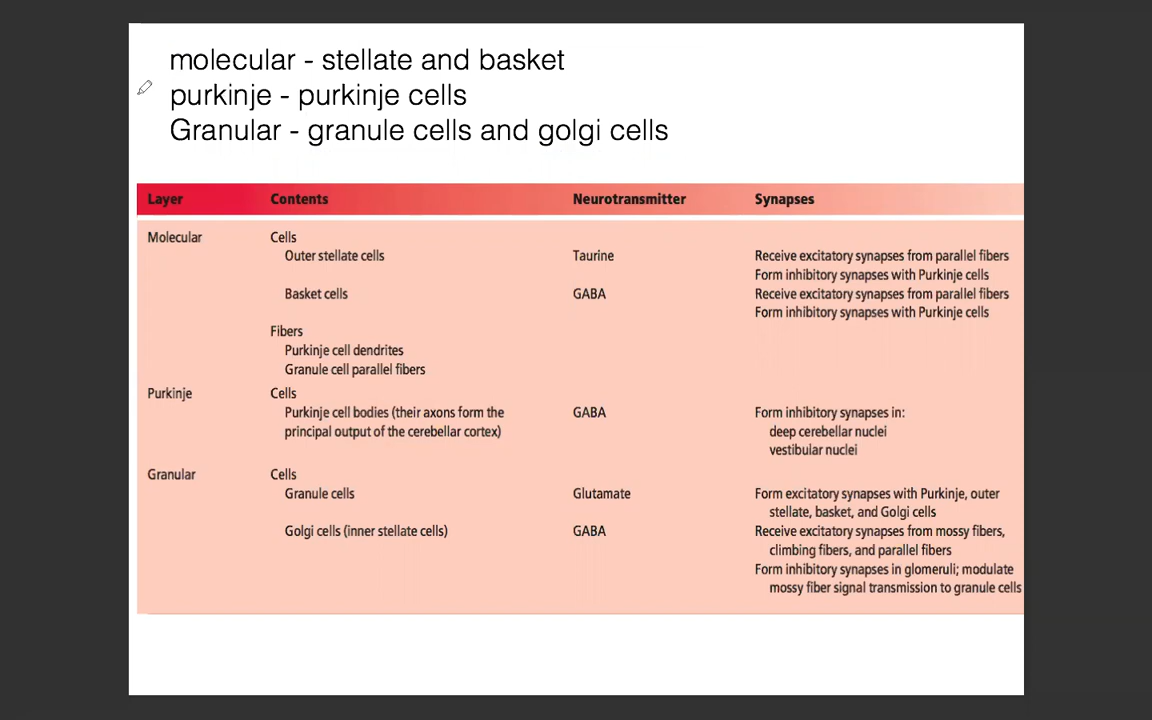 molecular - stellate and basket
purkinje - purkinje cells
Granular - granule cells and golgi cells
Layer Contents Neurotransmitter Synapses
Molecular Cells
Outer stellate cells Taurine Receive excitatory synapses from parallel fibers
Form inhibitory synapses with Purkinje cells
Basket cells GABA Receive excitatory synapses from parallel fibers
Form inhibitory synapses with Purkinje cells
Fibers
Purkinje cell dendrites
Granule cell parallel fibers
Purkinje Cells
Purkinje cell bodies (their axons form the GABA Form inhibitory synapses in:
principal output of the cerebellar cortex) deep cerebellar nuclei
vestibular nuclei
Granular Cells
Granule cells Glutamate Form excitatory synapses with Purkinje, outer
stellate, basket, and Golgi cells
Golgi cells (inner stellate cells) GABA Receive excitatory synapses from mossy fibers,
climbing fibers, and parallel fibers
Form inhibitory synapses in glomeruli; modulate
mossy fiber signal transmission to granule cells